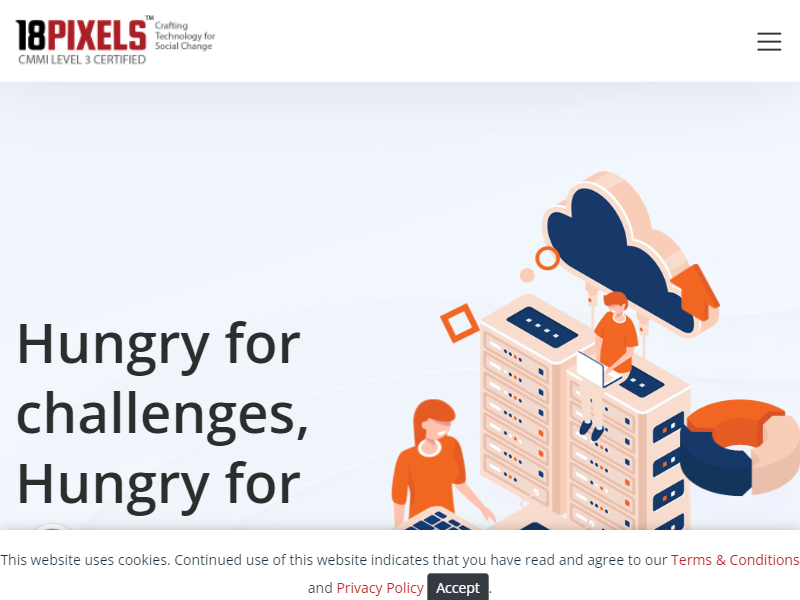 18PIXELS™
Crafting
Technology for
Social Change
CMMI LEVEL 3 CERTIFIED
Hungry for
challenges,
Hungry for
This website uses cookies. Continued use of this website indicates that you have read and agree to our Terms & Conditions
and Privacy Policy Accept .